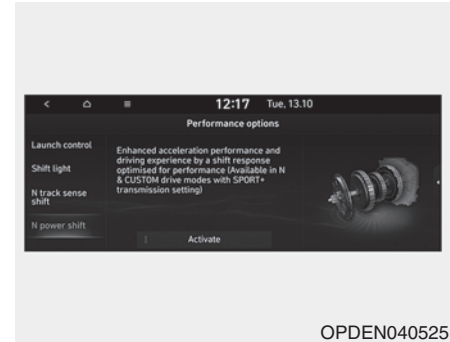 12:17 Tue, 13.10
Performance options
Launch control
Shift light
N track sense
shift
N power shift
Enhanced acceleration performance and
driving experience by a shift response
optimised for performance (Available in N
& CUSTOM drive modes with SPORT+
transmission setting)
Activate
OPDEN040525